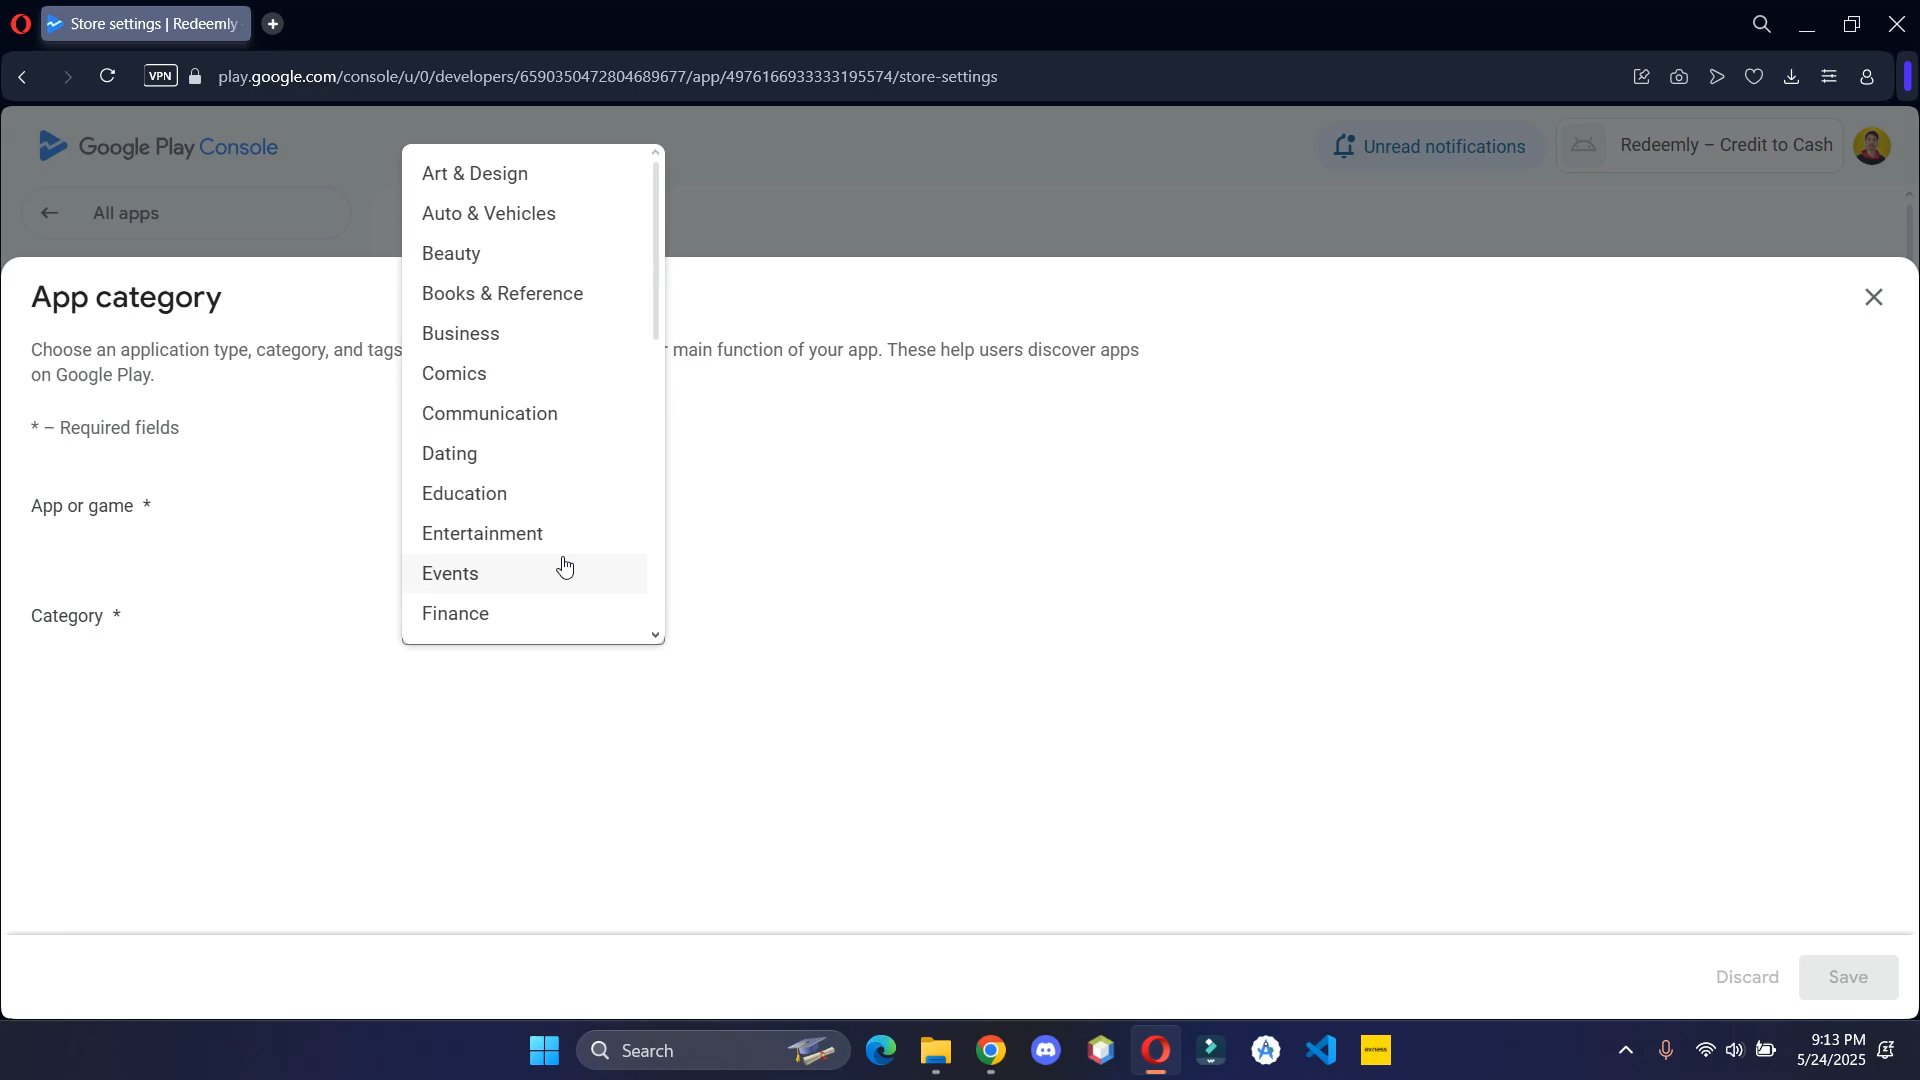 Store settings | Redeemly
VPN
play.google.com/console/u/0/developers/6590350472804689677/app/4976166933333195574/store-settings
Google Play Console
Unread notifications
Redeemly – Credit to Cash
All apps
App category
Choose an application type, category, and tags
r main function of your app. These help users discover apps
on Google Play.
* – Required fields
App or game *
Category *
Art & Design
Auto & Vehicles
Beauty
Books & Reference
Business
Comics
Communication
Dating
Education
Entertainment
Events
Finance
Discard
Save
Search
exness
9:13 PM
5/24/2025